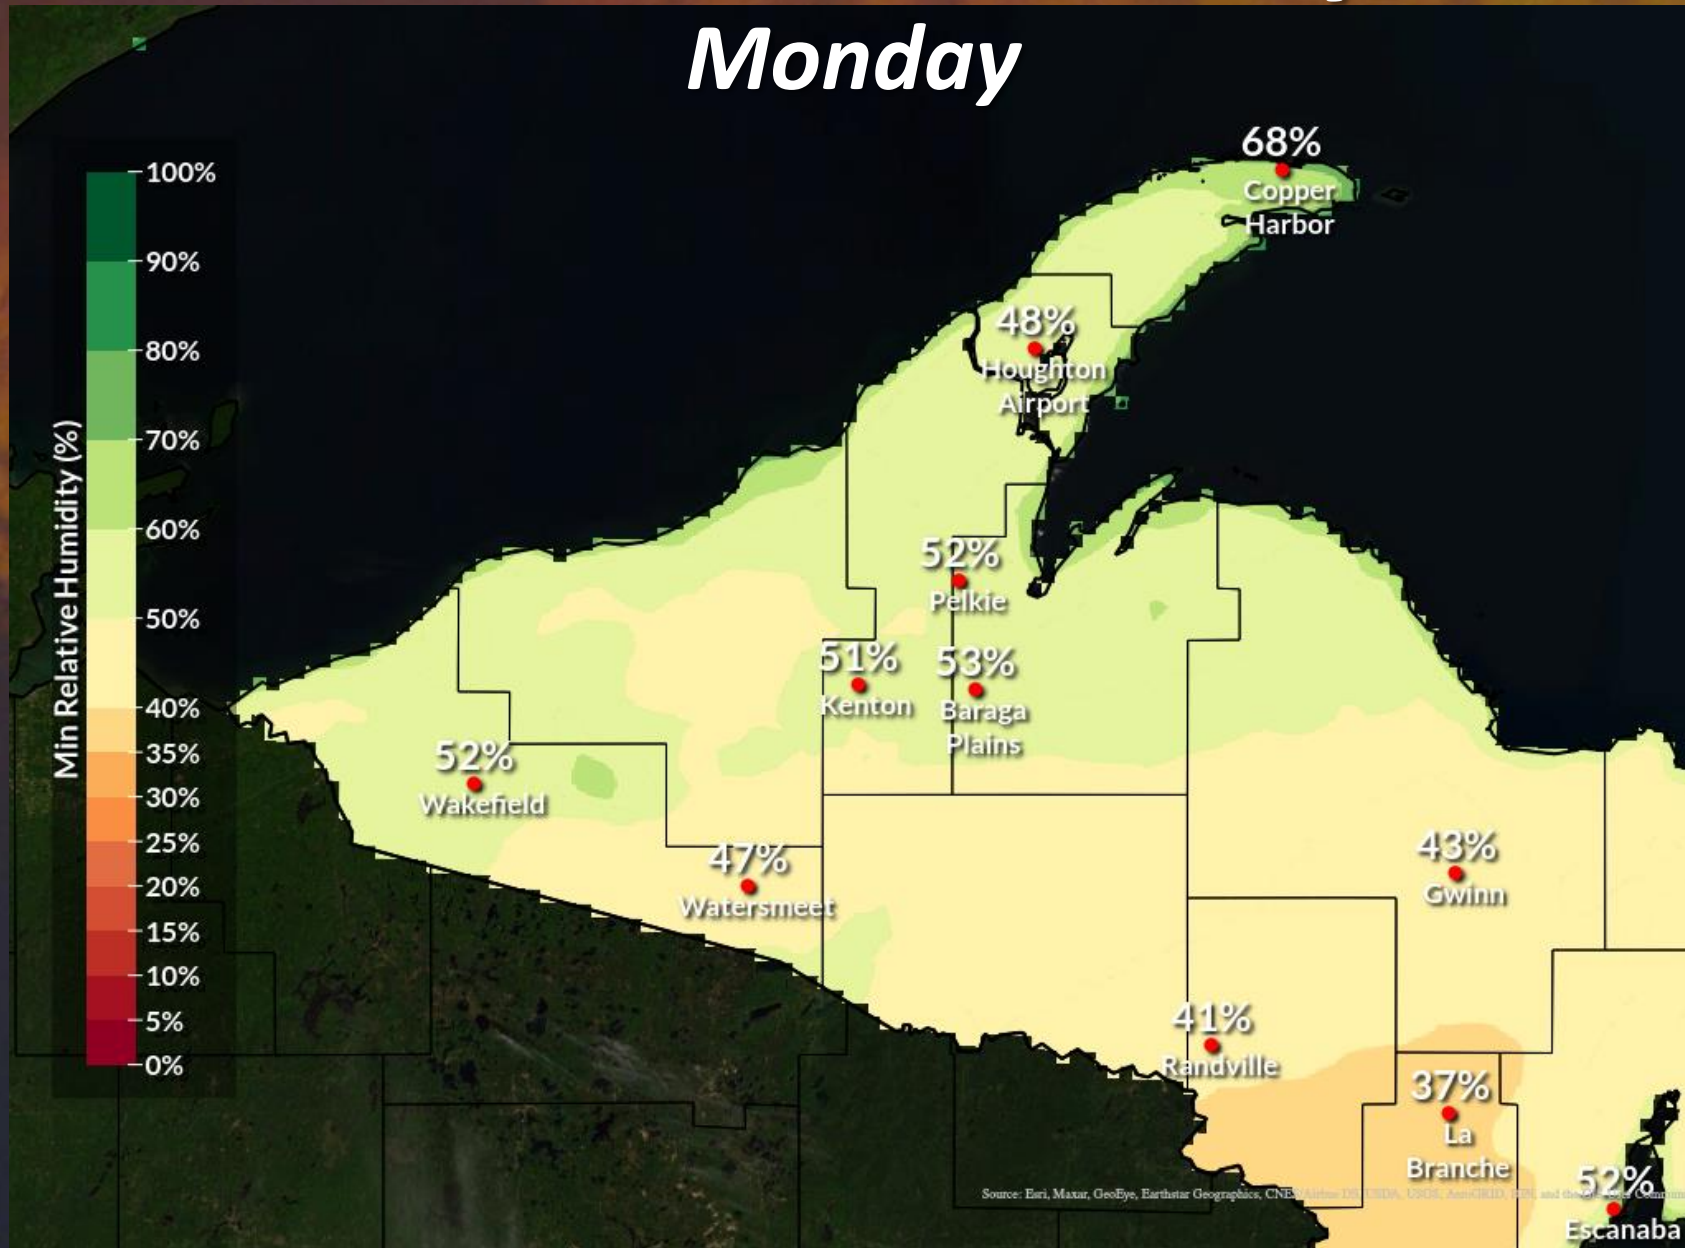 Monday
Min Relative Humidity (%)
100%
90%
80%
70%
60%
50%
40%
35%
30%
25%
20%
15%
10%
5%
0%
68%
Copper
Harbor
48%
Houghton
Airport
52%
Pelkie
51%
Kenton
53%
Baraga
Plains
52%
Wakefield
47%
Watersmeet
43%
Gwinn
41%
Randville
37%
La
Branche
52%
Escanaba
Source: Esri, Maxar, GeoEye, Earthstar Geographics, CNES/Airbus DS, USDA, USGS, AeroGRID, IGN, and the GIS User